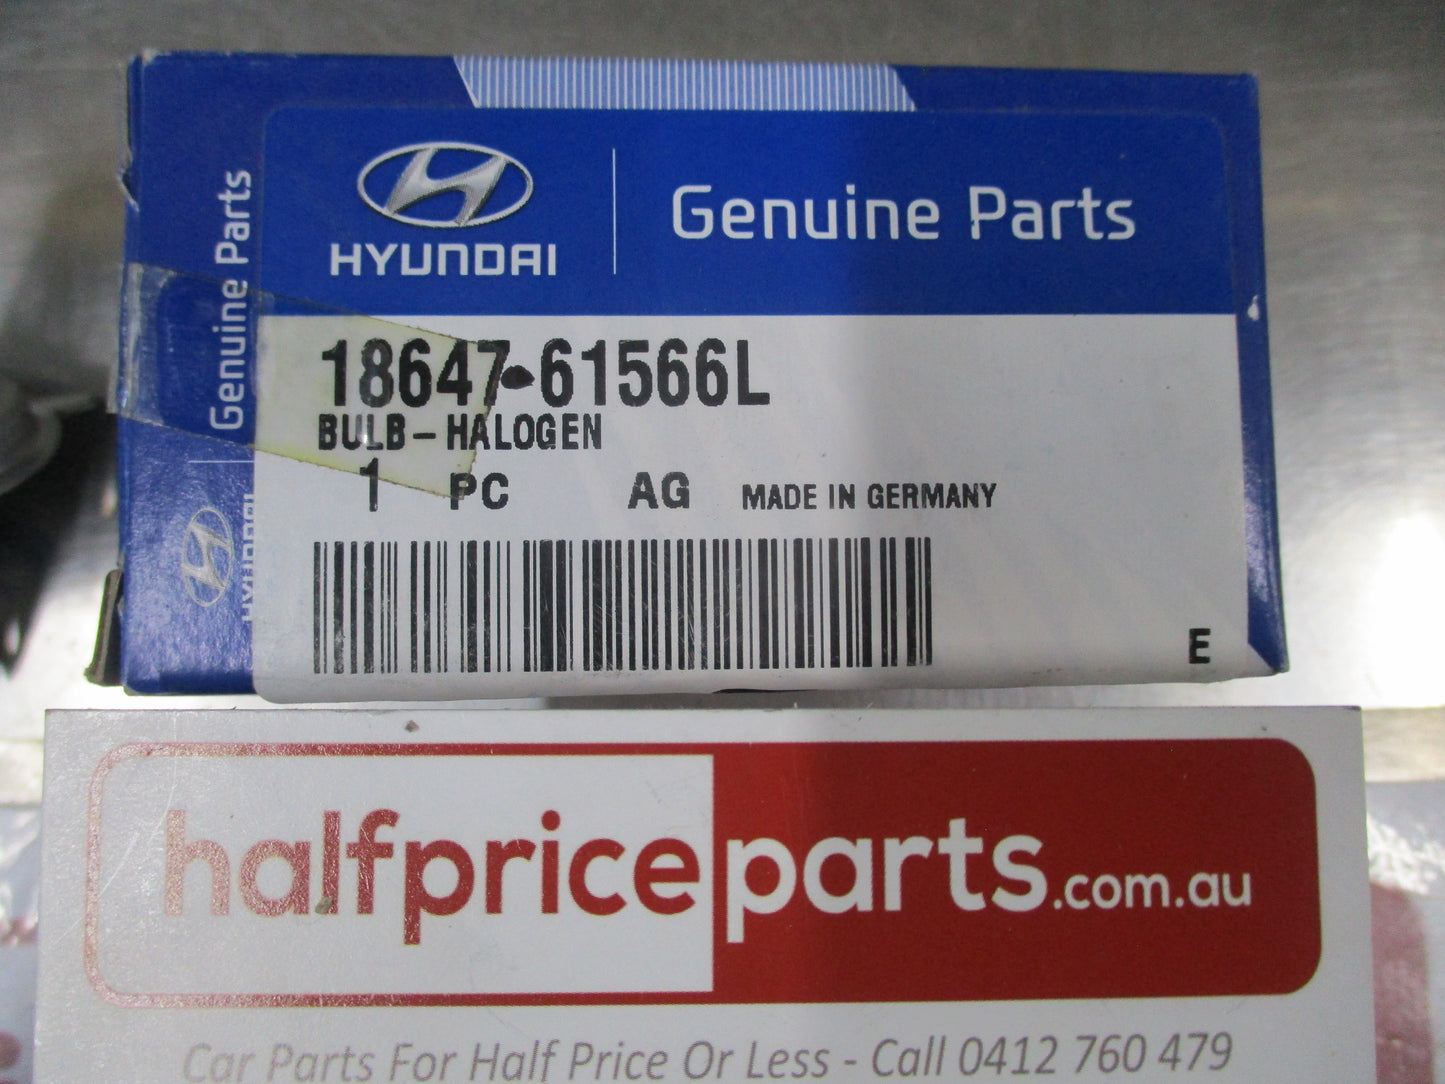 HYUNDAI
Genuine Parts
Genuine Parts
HYUNDAI
18647-61566L
BULB-HALOGEN
1 PC AG MADE IN GERMANY
E
halfpriceparts.com.au
Car Parts For Half Price Or Less - Call 0412 760 479